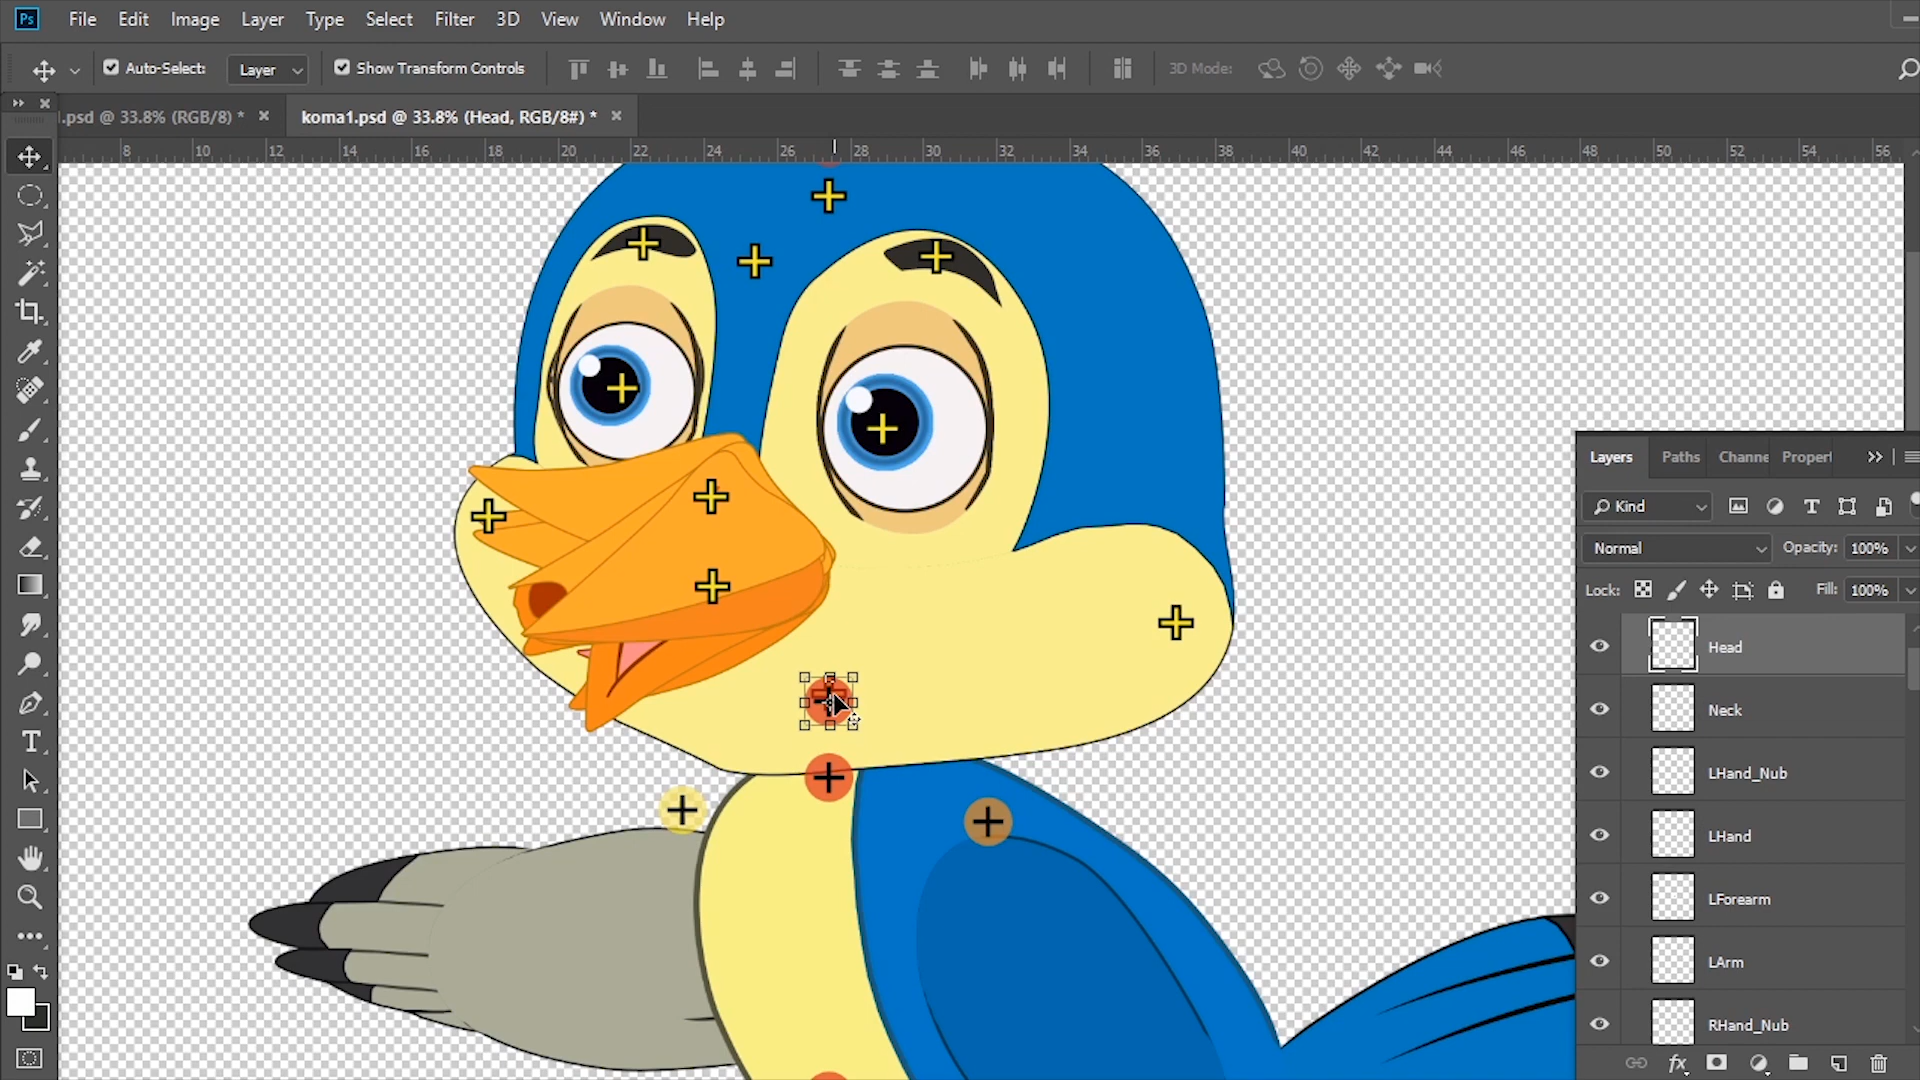 Ps File Edit Image Layer Type Select Filter 3D View Window Help
Auto-Select: Layer Show Transform Controls 3D Mode:
.psd @ 33.8% (RGB/8) * koma1.psd @ 33.8% (Head, RGB/8#) *
8 10 12 14 16 18 20 22 24 26 28 30 32 34 36 38 40 42 44 46 48 50 52 54 56
Layers Paths Channe Propert
Kind
Normal Opacity: 100%
Lock: Fill: 100%
Head
Neck
LHand_Nub
LHand
LForearm
LArm
RHand_Nub
fx